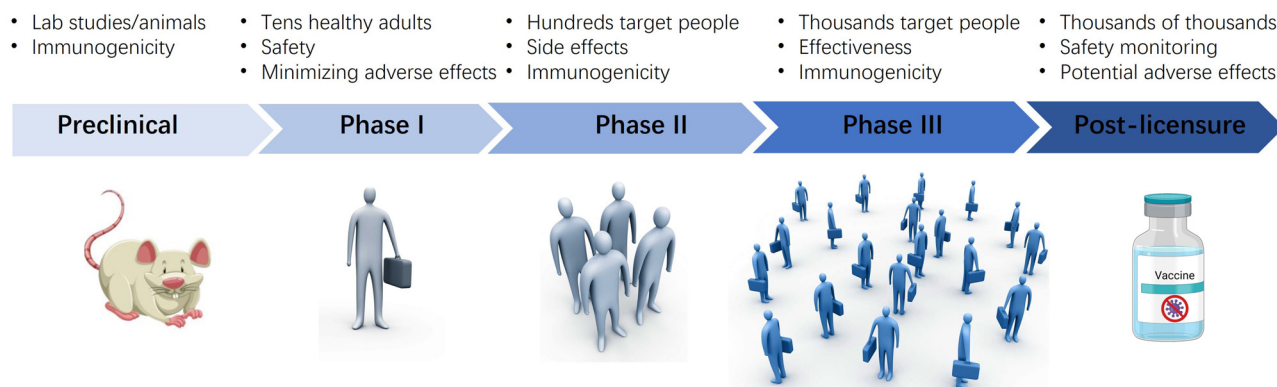 • Lab studies/animals
• Immunogenicity
• Tens healthy adults
• Safety
• Minimizing adverse effects
• Hundreds target people
• Side effects
• Immunogenicity
• Thousands target people
• Effectiveness
• Immunogenicity
• Thousands of thousands
• Safety monitoring
• Potential adverse effects
Preclinical
Phase I
Phase II
Phase III
Post-licensure
Vaccine